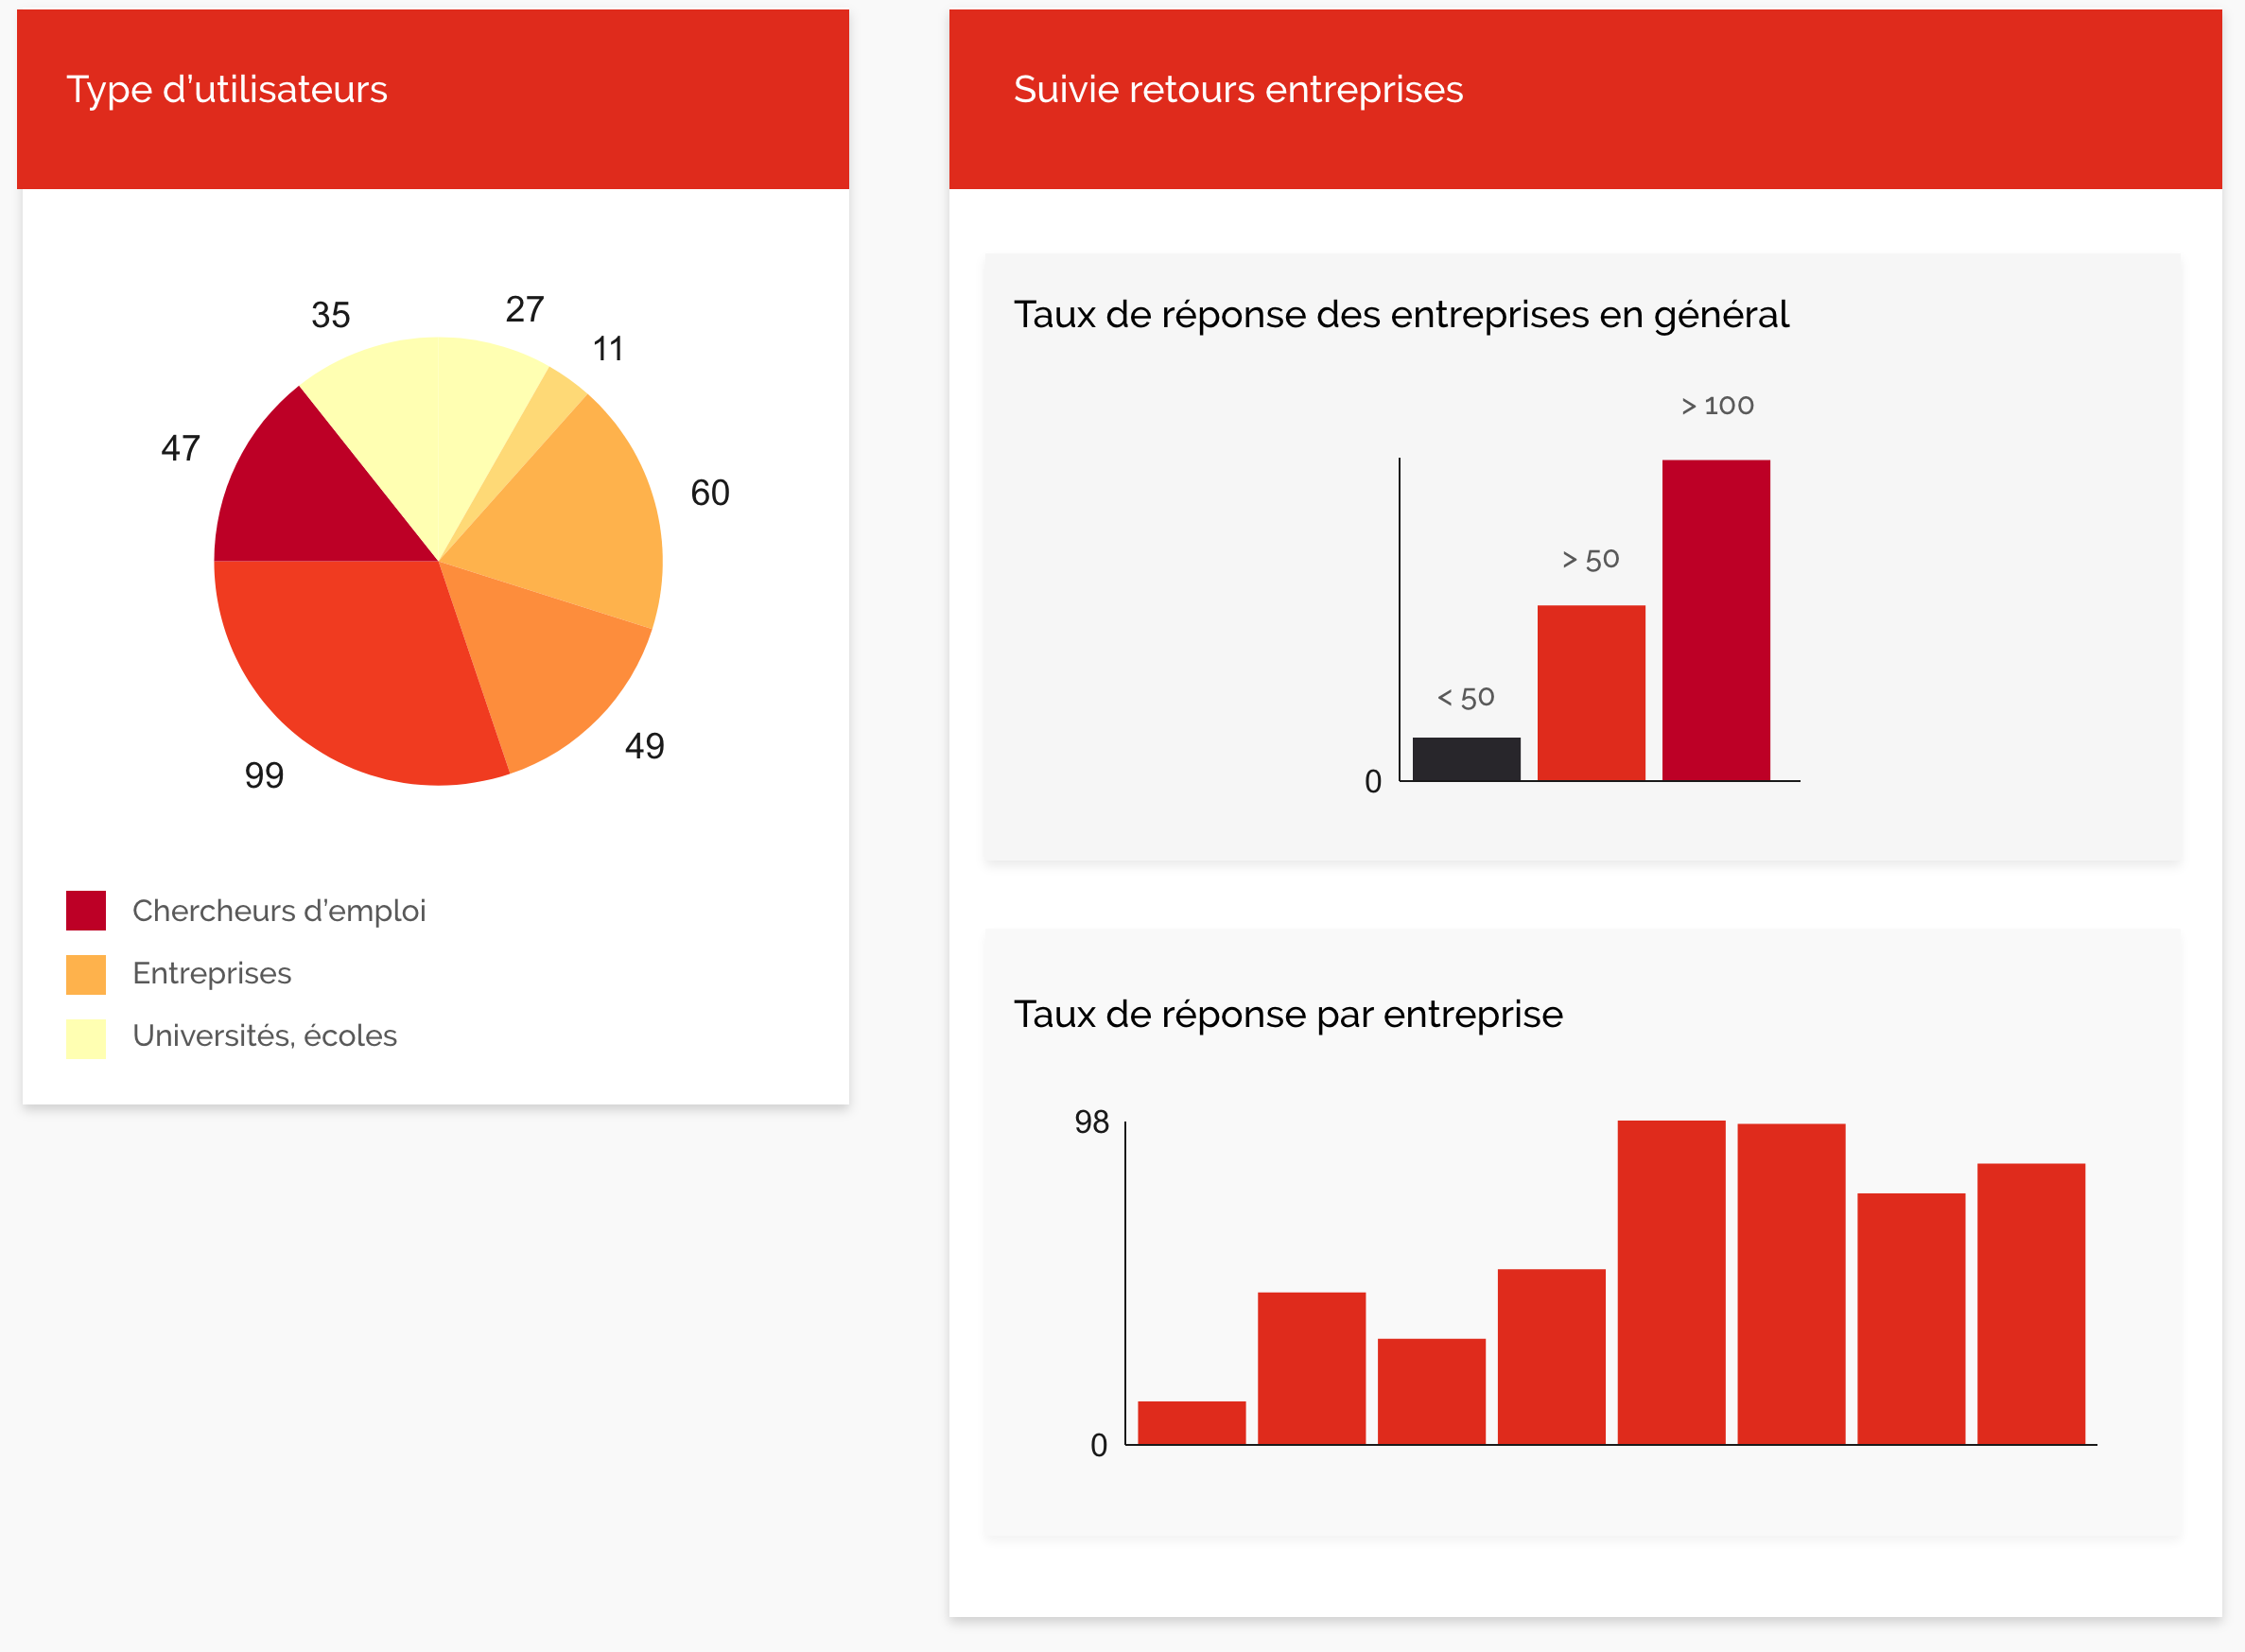 Type d’utilisateurs
35
27
11
47
60
49
99
Chercheurs d’emploi
Entreprises
Universités, écoles
Suivie retours entreprises
Taux de réponse des entreprises en général
> 100
> 50
< 50
0
Taux de réponse par entreprise
98
0